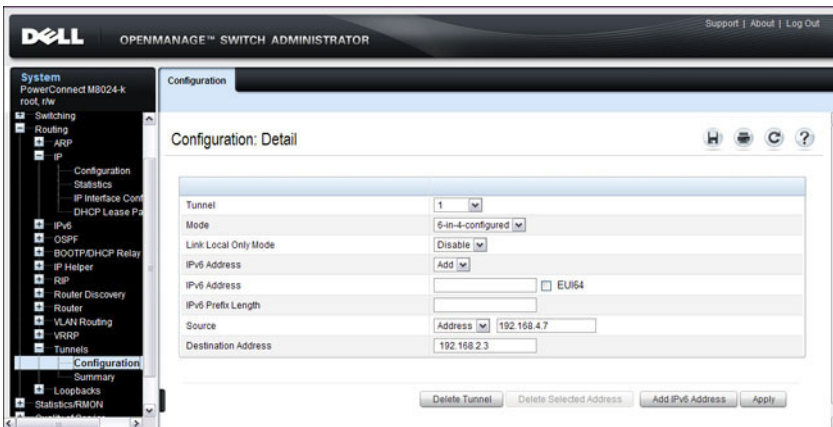 Support | About | Log Out
DELL
OPENMANAGE™ SWITCH ADMINISTRATOR
System
PowerConnect M8024-k
root, r/w
Switching
Routing
ARP
IP
Configuration
Statistics
IP Interface Conf
DHCP Lease Pa
IPv6
OSPF
BOOTP/DHCP Relay
IP Helper
RIP
Router Discovery
Router
VLAN Routing
VRRP
Tunnels
Configuration
Summary
Loopbacks
Statistics/RMON
Quality of Service
Configuration
Configuration: Detail
Tunnel 1
Mode 6-in-4-configured
Link Local Only Mode Disable
IPv6 Address Add
IPv6 Address EUI64
IPv6 Prefix Length
Source Address 192.168.4.7
Destination Address 192.168.2.3
Delete Tunnel Delete Selected Address Add IPv6 Address Apply